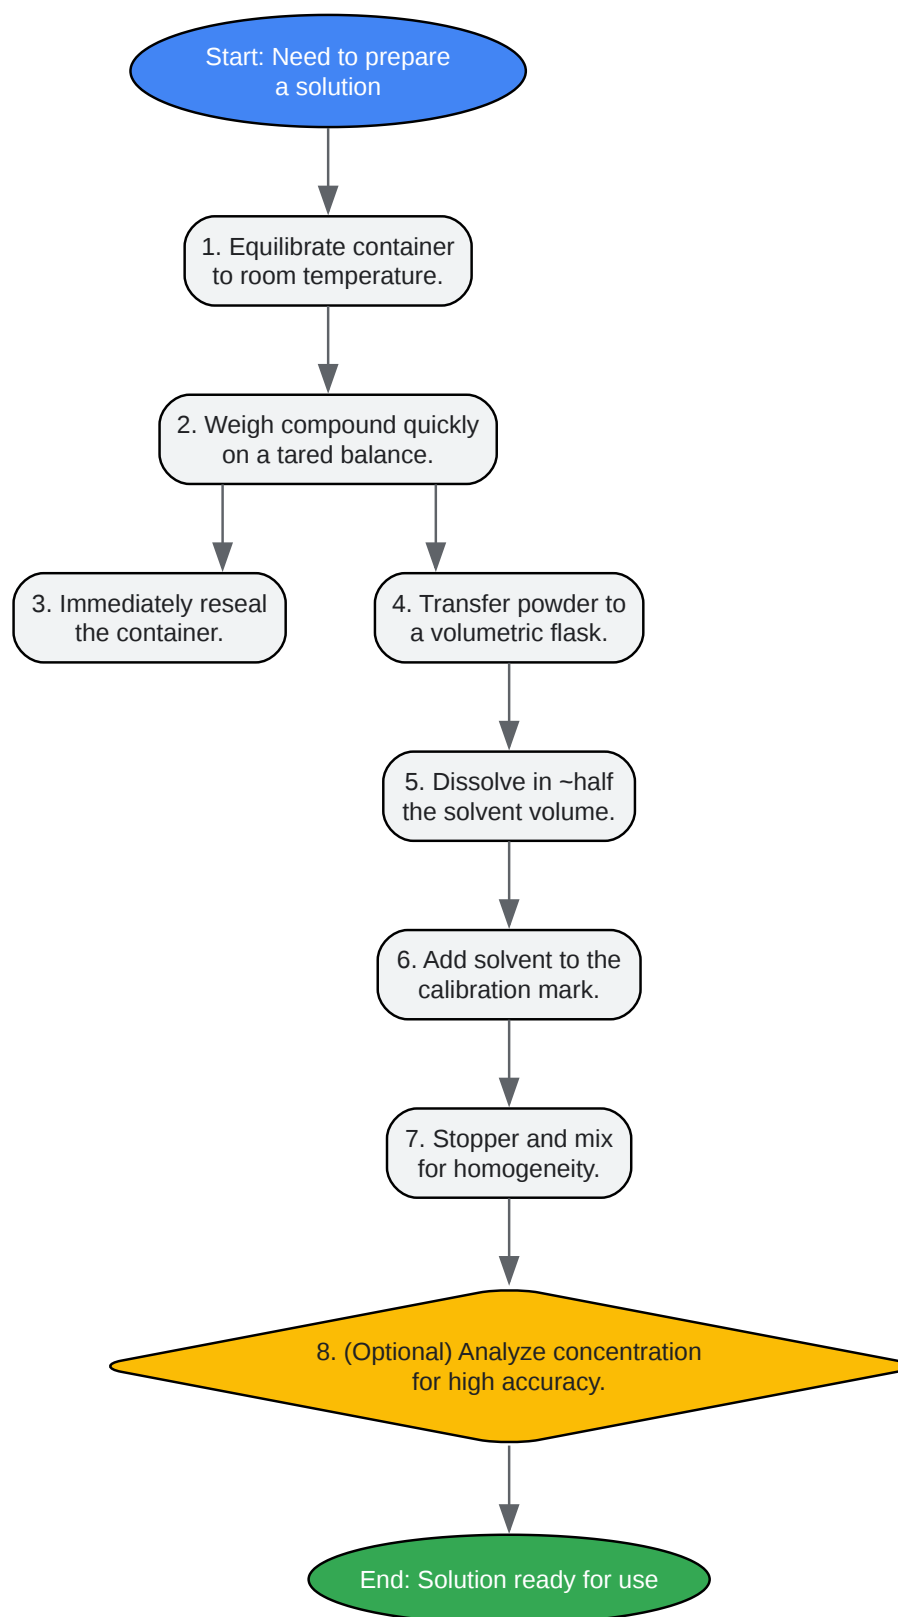 Start: Need to prepare
a solution
1. Equilibrate container
to room temperature.
2. Weigh compound quickly
on a tared balance.
3. Immediately reseal
the container.
4. Transfer powder to
a volumetric flask.
5. Dissolve in ~half
the solvent volume.
6. Add solvent to the
calibration mark.
7. Stopper and mix
for homogeneity.
8. (Optional) Analyze concentration
for high accuracy.
End: Solution ready for use